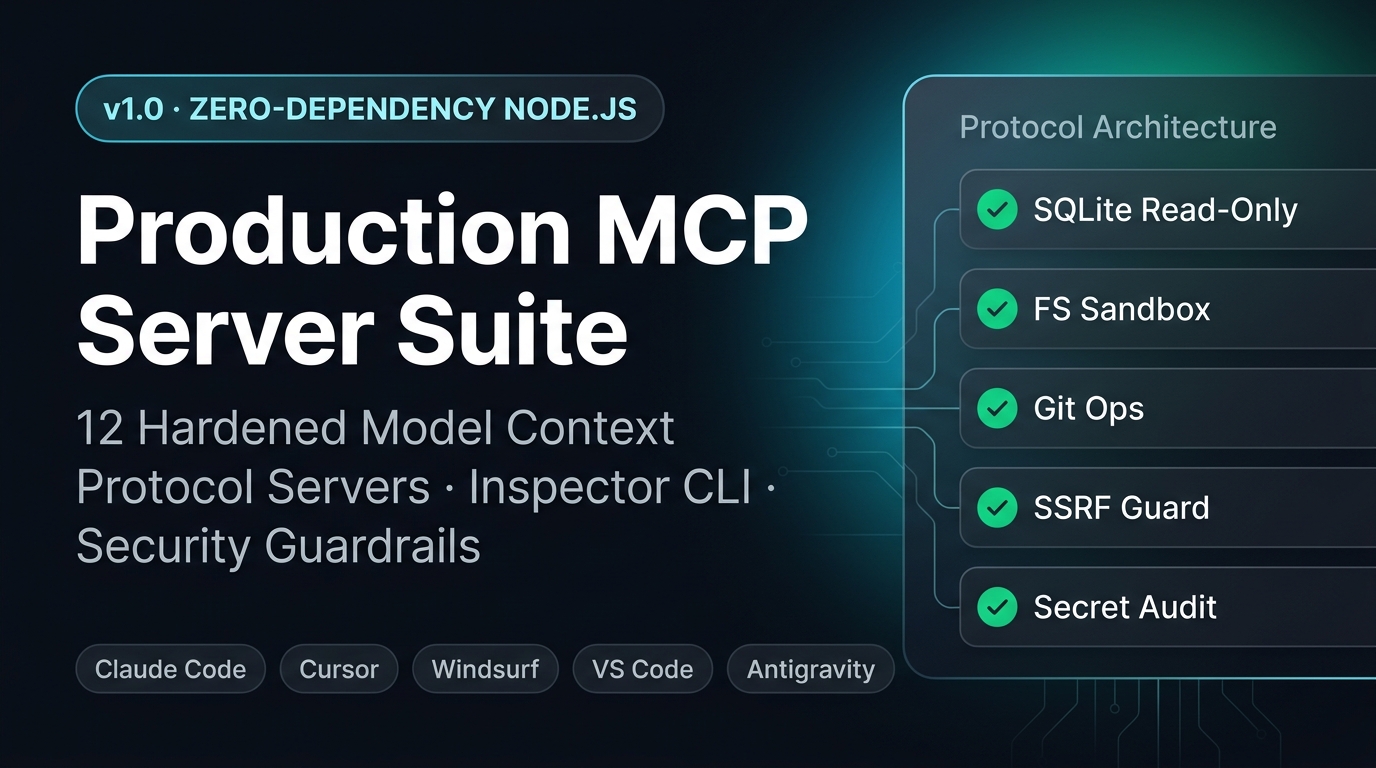 v1.0 · ZERO-DEPENDENCY NODE.JS
Production MCP
Server Suite
12 Hardened Model Context
Protocol Servers · Inspector CLI ·
Security Guardrails
Claude Code
Cursor
Windsurf
VS Code
Antigravity
Protocol Architecture
SQLite Read-Only
FS Sandbox
Git Ops
SSRF Guard
Secret Audit